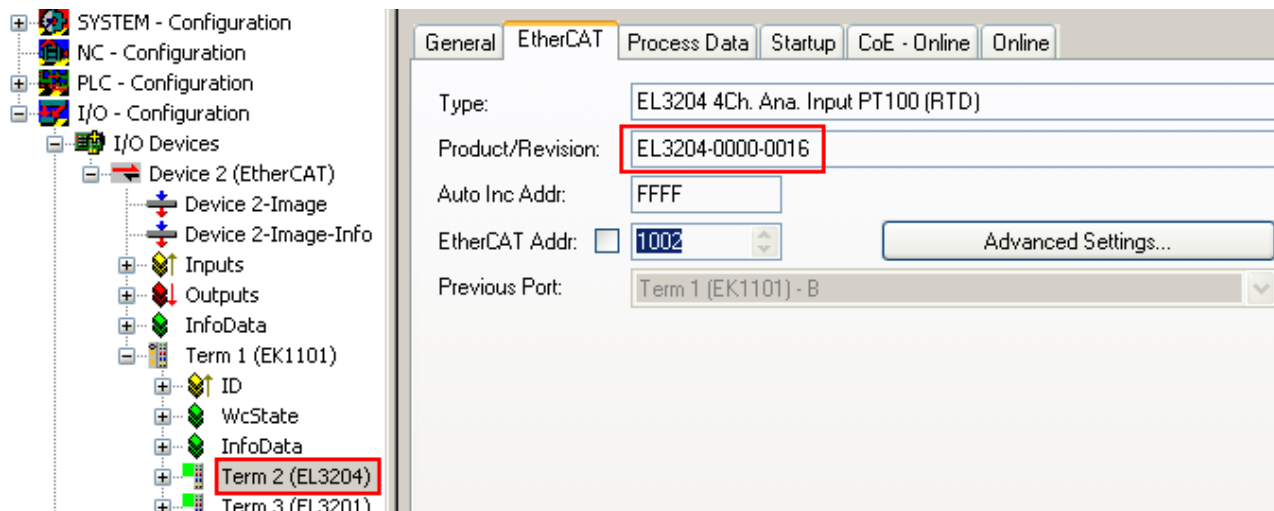 SYSTEM - Configuration
NC - Configuration
PLC - Configuration
I/O - Configuration
I/O Devices
Device 2 (EtherCAT)
Device 2-Image
Device 2-Image-Info
Inputs
Outputs
InfoData
Term 1 (EK1101)
ID
WcState
InfoData
Term 2 (EL3204)
Term 3 (EL3201)
General EtherCAT Process Data Startup CoE - Online Online
Type: EL3204 4Ch. Ana. Input PT100 (RTD)
Product/Revision: EL3204-0000-0016
Auto Inc Addr: FFFF
EtherCAT Addr: 1002 Advanced Settings...
Previous Port: Term 1 (EK1101) - B